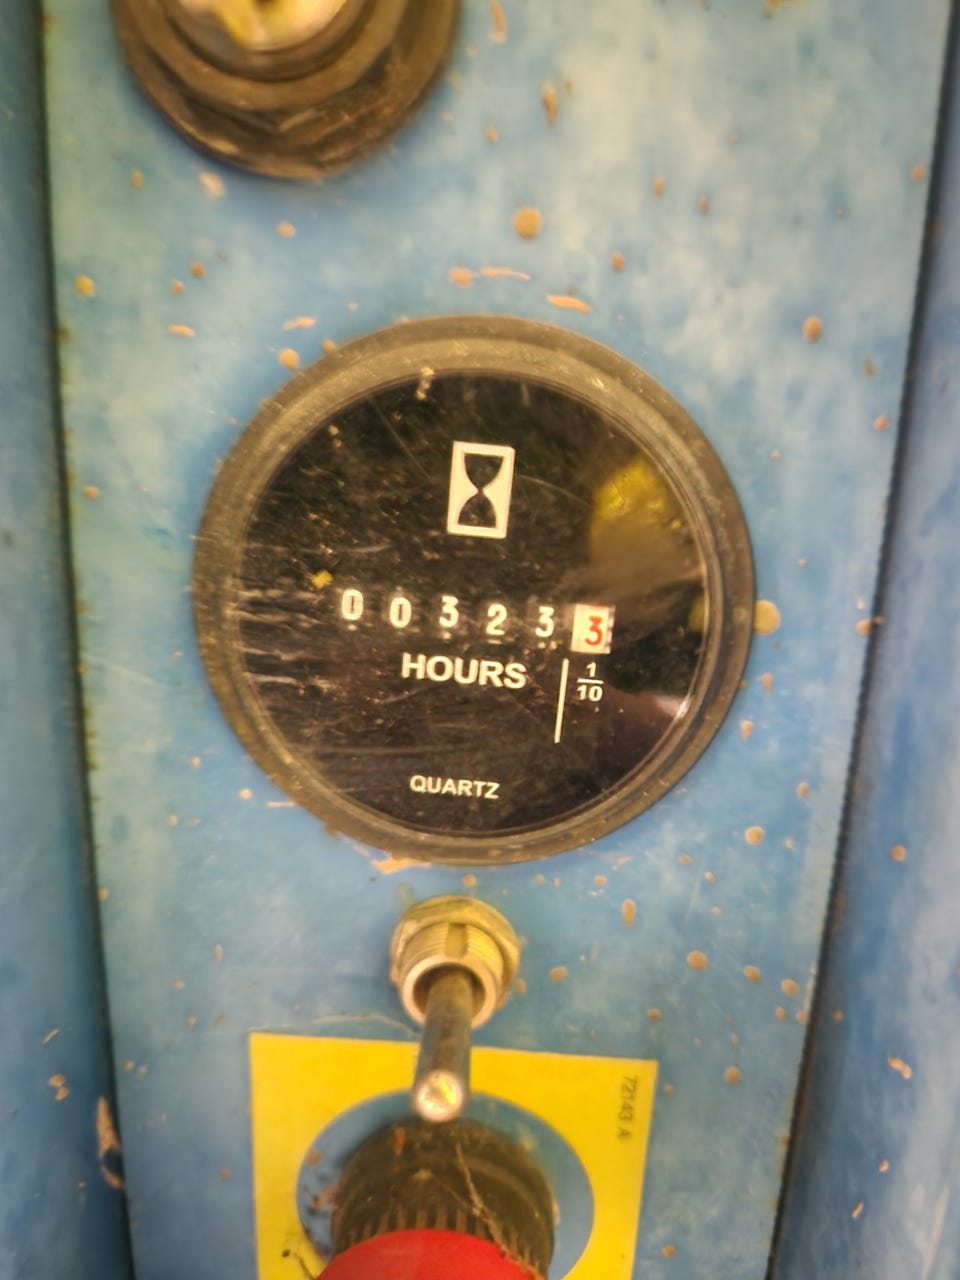 003233
HOURS
1
10
QUARTZ
72143 A